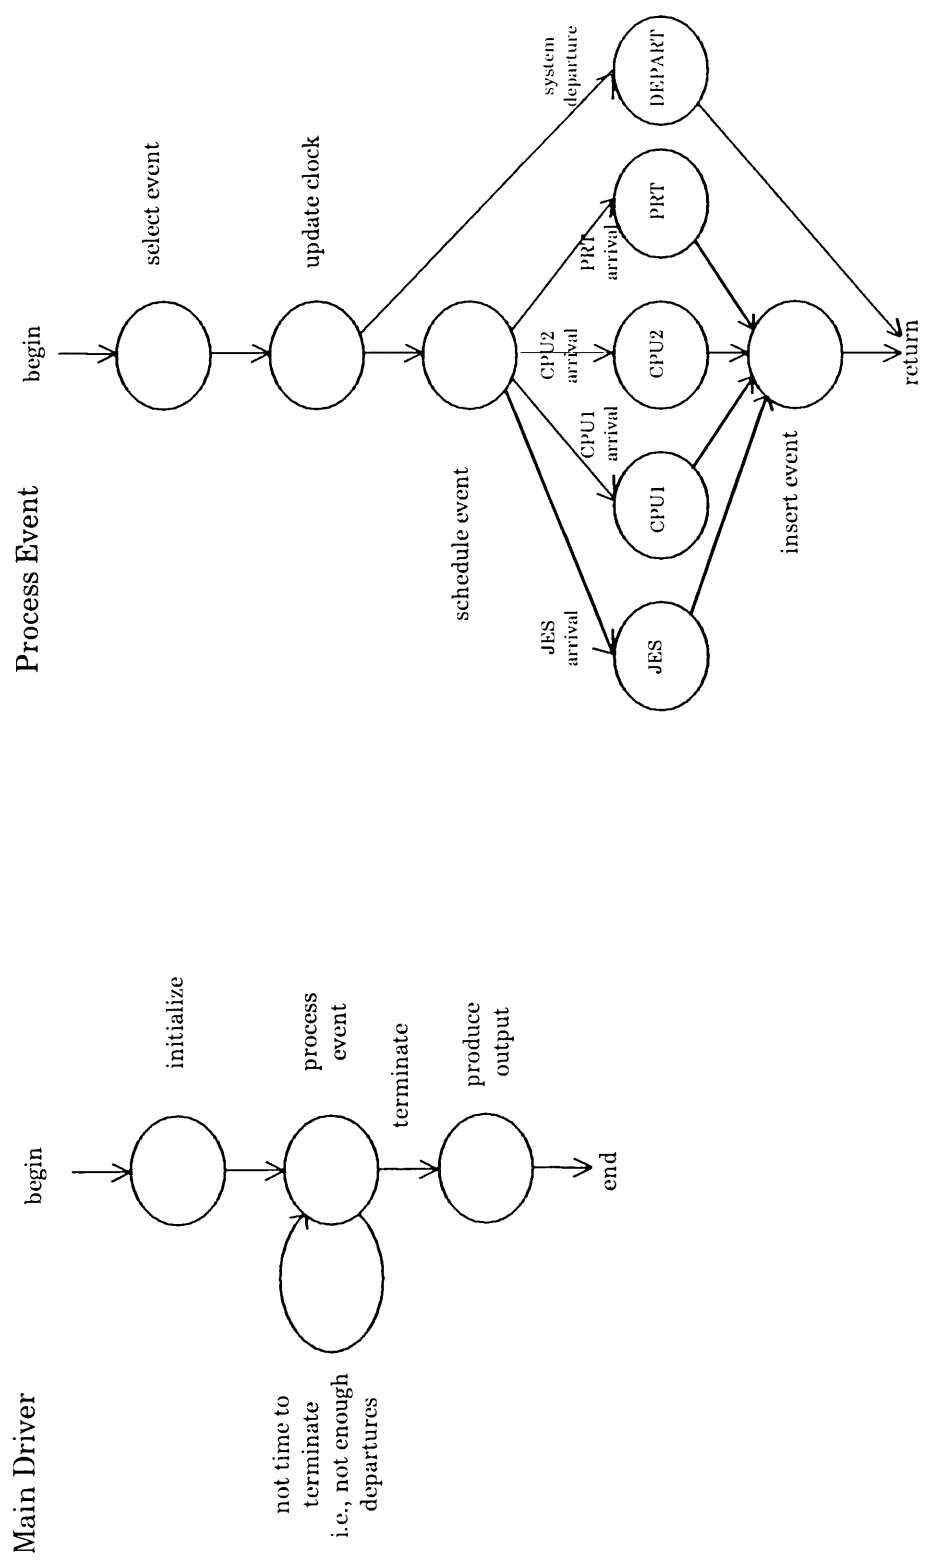 Main Driver
begin
initialize
not time to
terminate
i.e., not enough
departures
process
event
terminate
produce
output
end
Process Event
begin
select event
update clock
schedule event
JES
arrival
CPU1
arrival
CPU2
arrival
PRT
arrival
system
departure
JES
CPU1
CPU2
PRT
DEPART
insert event
return